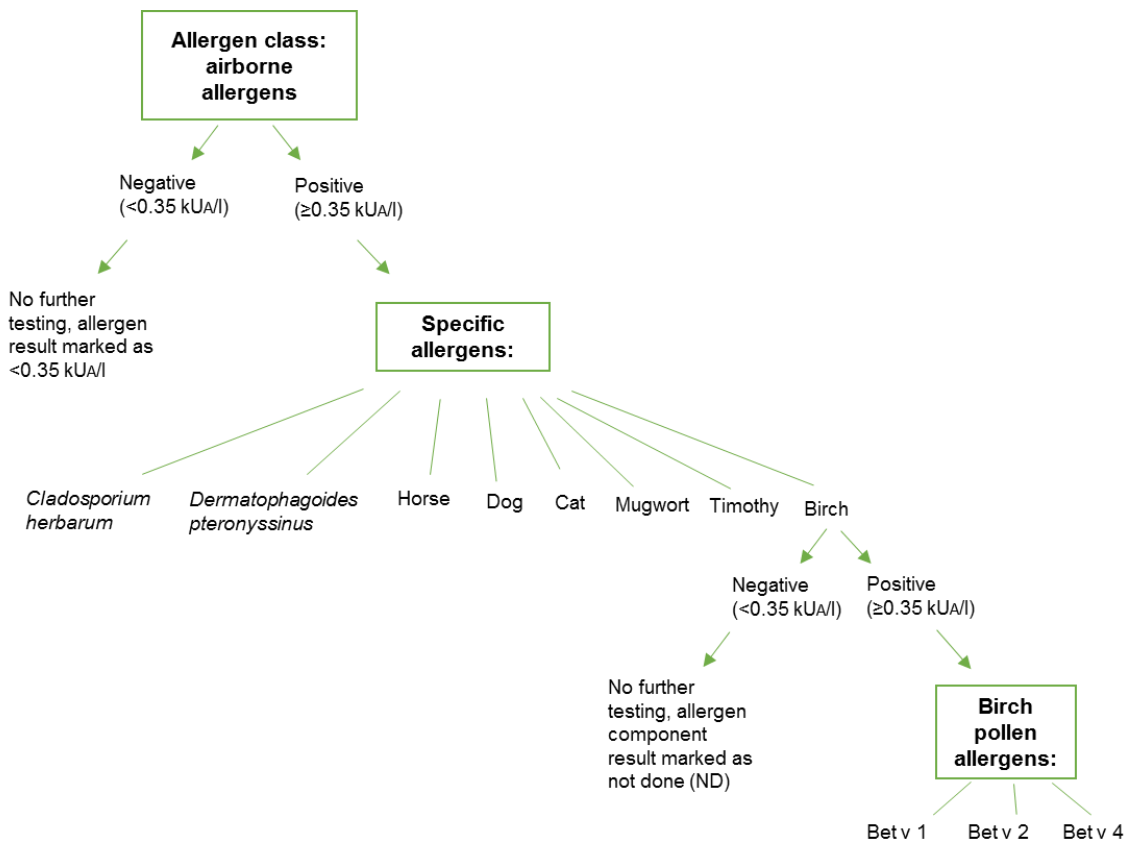 Allergen class:
airborne
allergens
Negative
(<0.35 kUA/l)
Positive
(≥0.35 kUA/l)
No further
testing, allergen
result marked as
<0.35 kUA/l
Specific
allergens:
Cladosporium
herbarum
Dermatophagoides
pteronyssinus
Horse
Dog
Cat
Mugwort
Timothy
Birch
Negative
(<0.35 kUA/l)
Positive
(≥0.35 kUA/l)
No further
testing, allergen
component
result marked as
not done (ND)
Birch
pollen
allergens:
Bet v 1
Bet v 2
Bet v 4